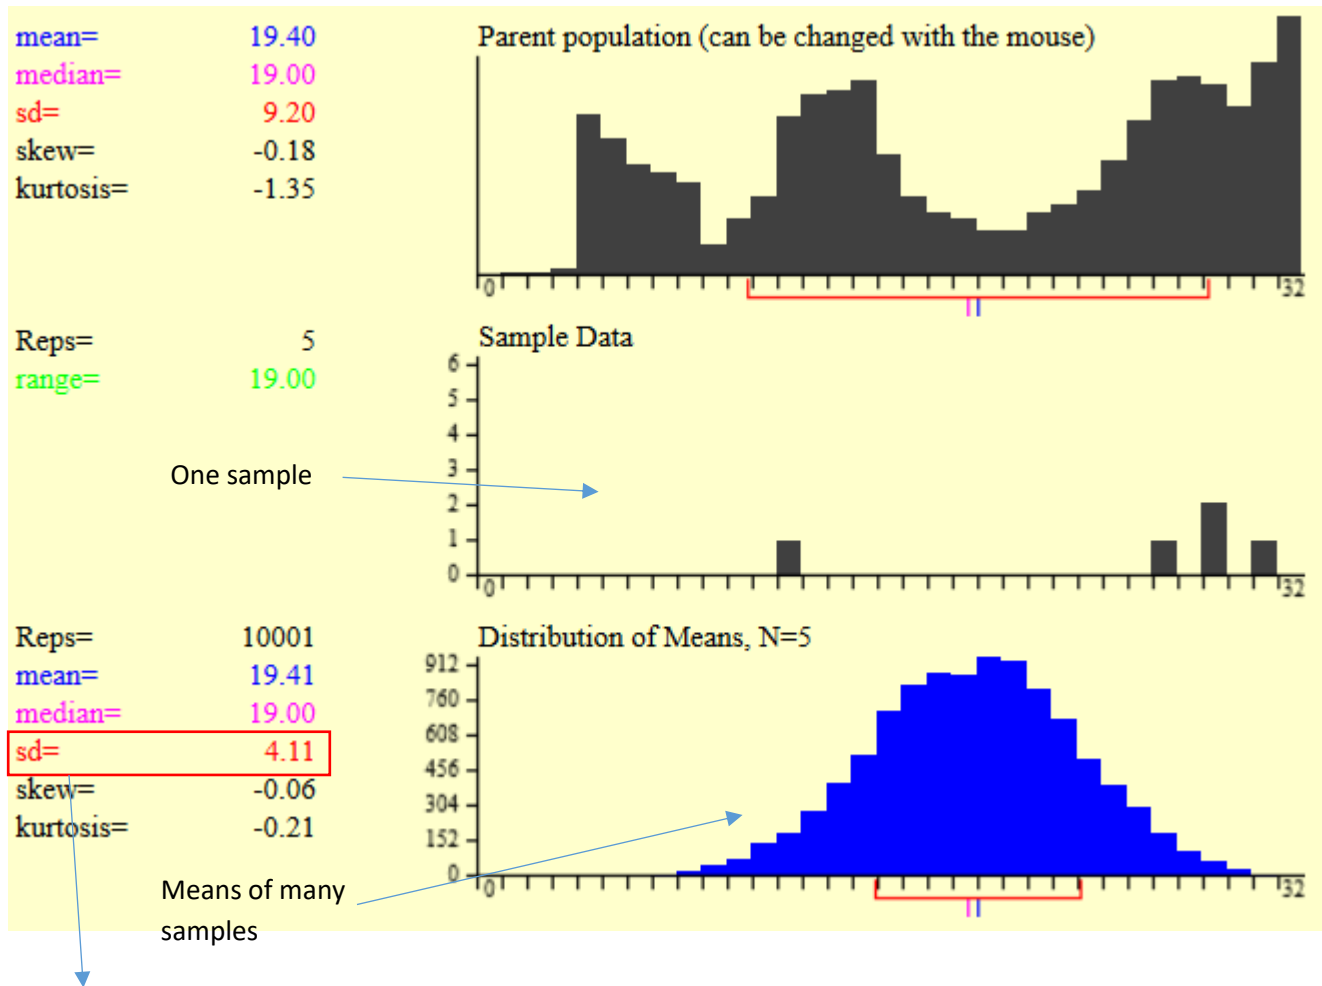 mean= 19.40
median= 19.00
sd= 9.20
skew= -0.18
kurtosis= -1.35
Parent population (can be changed with the mouse)
0 32
Reps= 5
range= 19.00
Sample Data
6
5
4
3
2
1
0
0 32
One sample
Reps= 10001
mean= 19.41
median= 19.00
sd= 4.11
skew= -0.06
kurtosis= -0.21
Distribution of Means, N=5
912
760
608
456
304
152
0
0 32
Means of many
samples